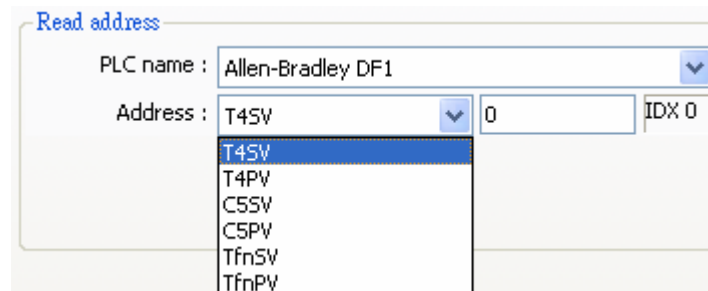 Read address
PLC name : Allen-Bradley DF1
Address : T4SV 0 IDX 0
T4SV
T4PV
C5SV
C5PV
TfnSV
TfnPV